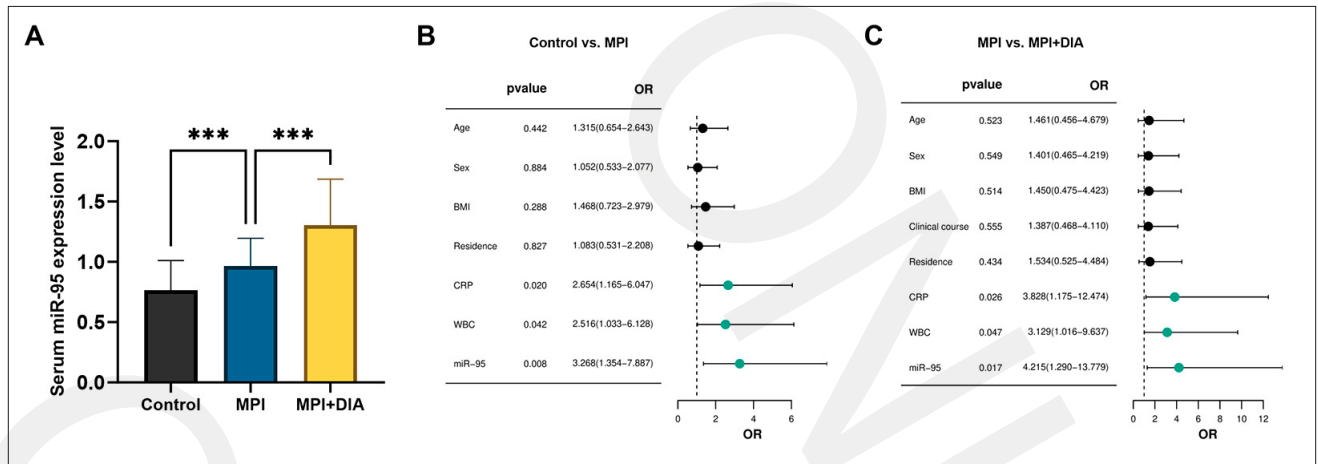 A
Serum miR-95 expression level
2.0
1.5
1.0
0.5
0.0
***
***
Control MPI MPI+DIA
B
Control vs. MPI
pvalue OR
Age 0.442 1.315(0.654−2.643)
Sex 0.884 1.052(0.533−2.077)
BMI 0.288 1.468(0.723−2.979)
Residence 0.827 1.083(0.531−2.208)
CRP 0.020 2.654(1.165−6.047)
WBC 0.042 2.516(1.033−6.128)
miR−95 0.008 3.268(1.354−7.887)
0 2 4 6
OR
C
MPI vs. MPI+DIA
pvalue OR
Age 0.523 1.461(0.456−4.679)
Sex 0.549 1.401(0.465−4.219)
BMI 0.514 1.450(0.475−4.423)
Clinical course 0.555 1.387(0.468−4.110)
Residence 0.434 1.534(0.525−4.484)
CRP 0.026 3.828(1.175−12.474)
WBC 0.047 3.129(1.016−9.637)
miR−95 0.017 4.215(1.290−13.779)
0 2 4 6 8 10 12
OR